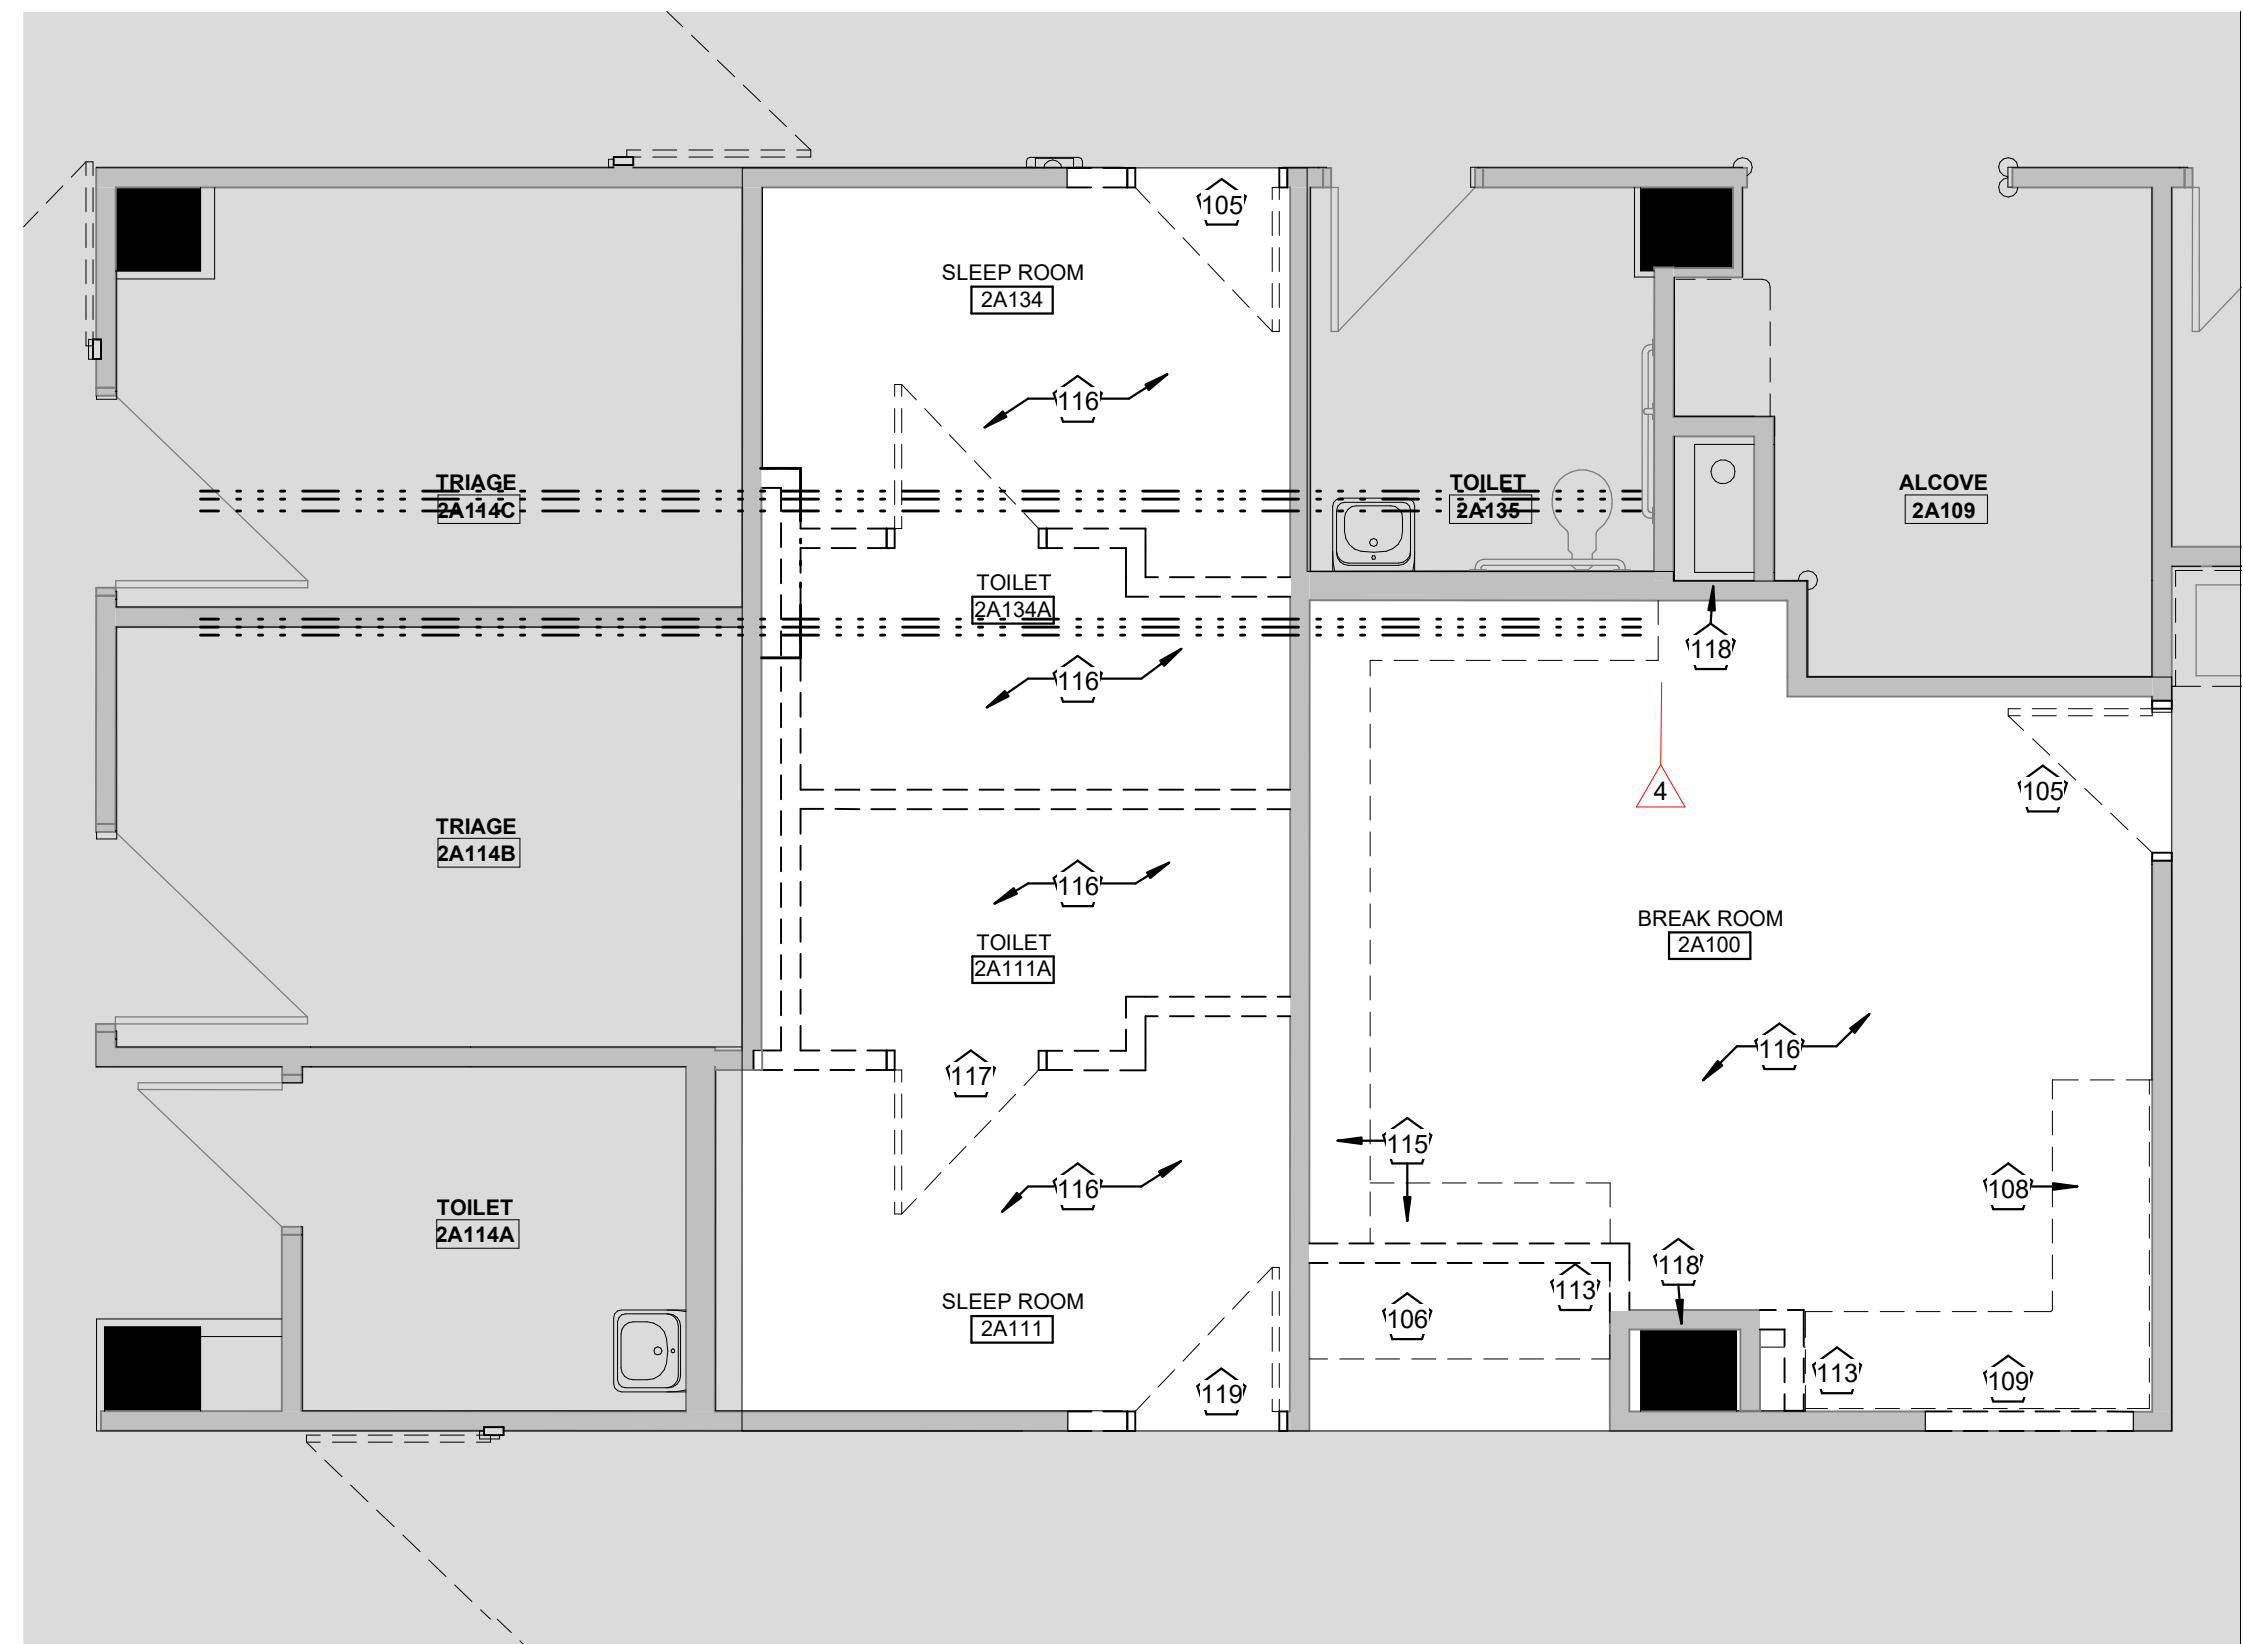 105
SLEEP ROOM
2A134
116
TRIAGE
2A114C
TOILET
2A135
ALCOVE
2A109
TOILET
2A134A
118
116
4
105
TRIAGE
2A114B
116
BREAK ROOM
2A100
TOILET
2A111A
116
117
115
116
108
TOILET
2A114A
118
113
SLEEP ROOM
2A111
106
113
109
119